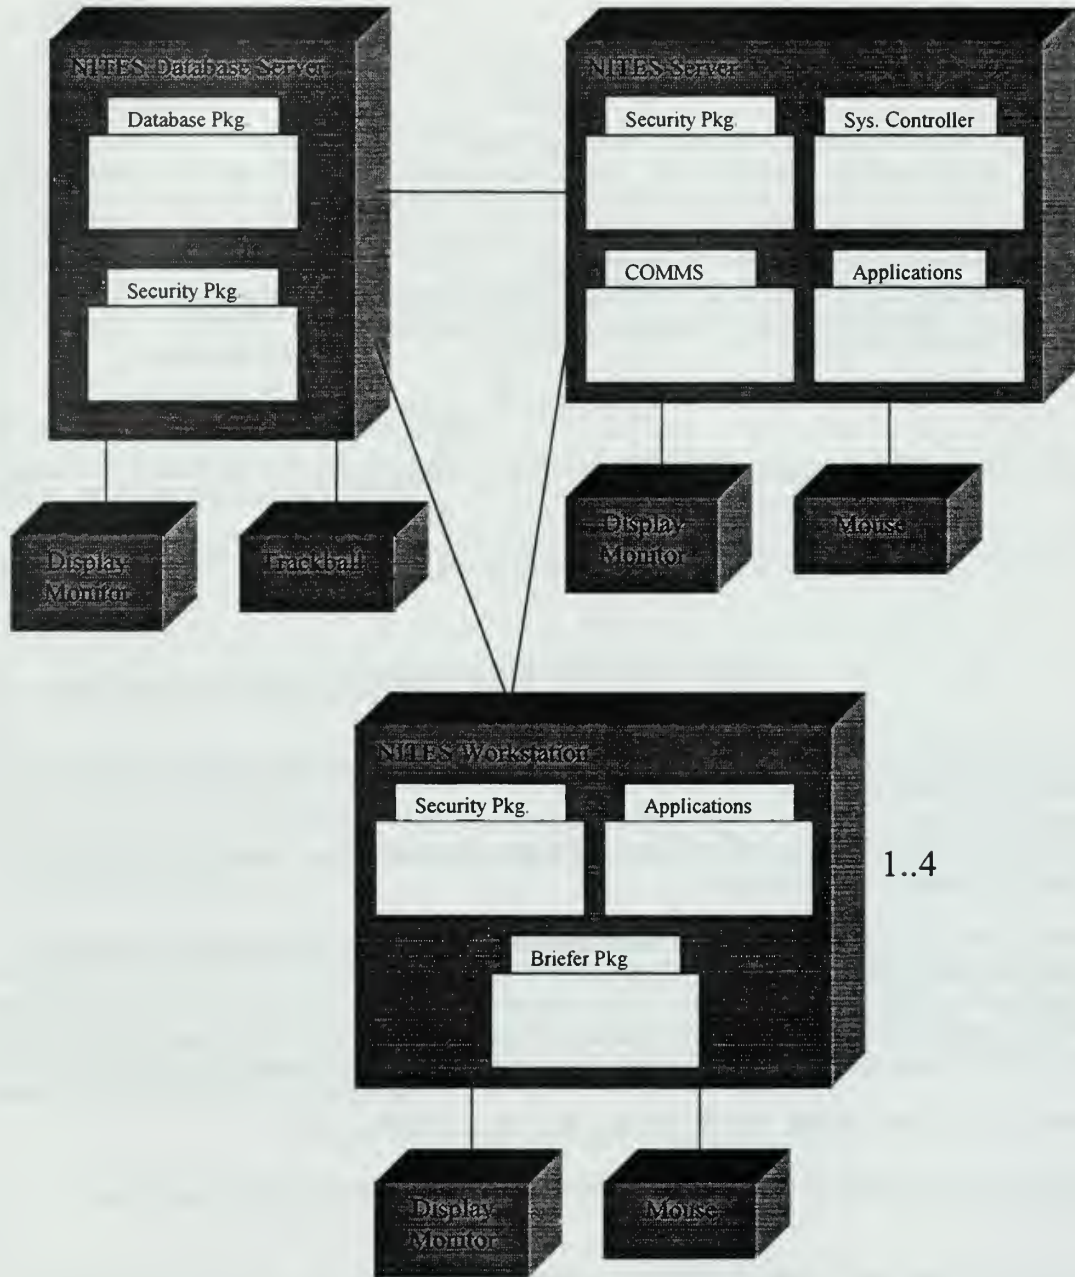 NITES Database Server
Database Pkg
Security Pkg.
Display
Monitor
Trackball
NITES Server
Security Pkg.
Sys. Controller
COMMS
Applications
Display
Monitor
Mouse
NITES Workstation
Security Pkg.
Applications
Briefer Pkg
1..4
Display
Monitor
Mouse